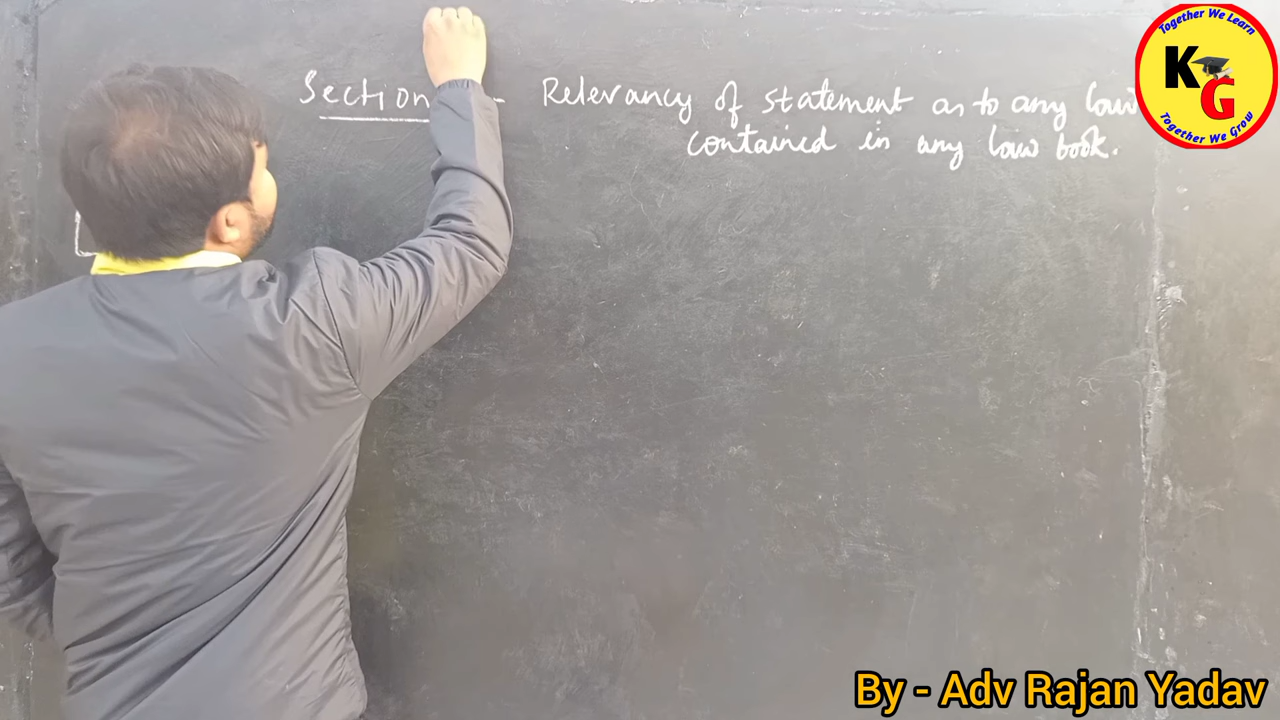 Section - Relevancy of statement as to any law
contained in any law book.
Together We Learn
KG
Together We Grow
By - Adv Rajan Yadav